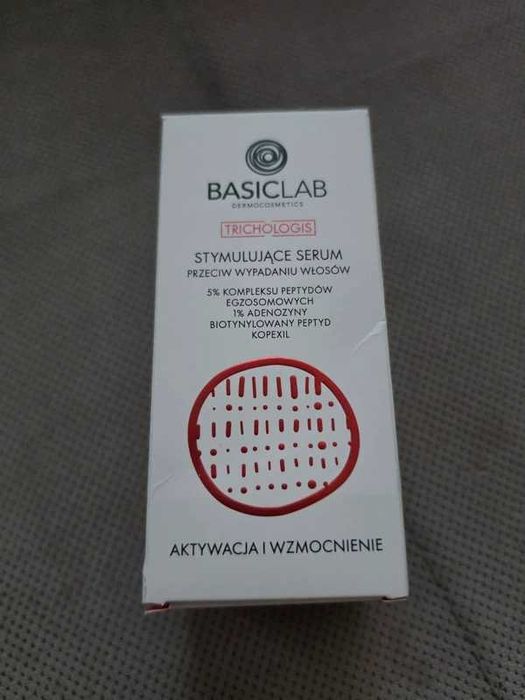 BASICLAB
DERMOCOSMETICS
TRICHOLOGIS
STYMULUJĄCE SERUM
PRZECIW WYPADANIU WŁOSÓW
5% KOMPLEKSU PEPTYDÓW
EGZOSOMOWYCH
1% ADENOZYNY
BIOTYNYLOWANY PEPTYD
KOPEXIL
AKTYWACJA I WZMOCNIENIE